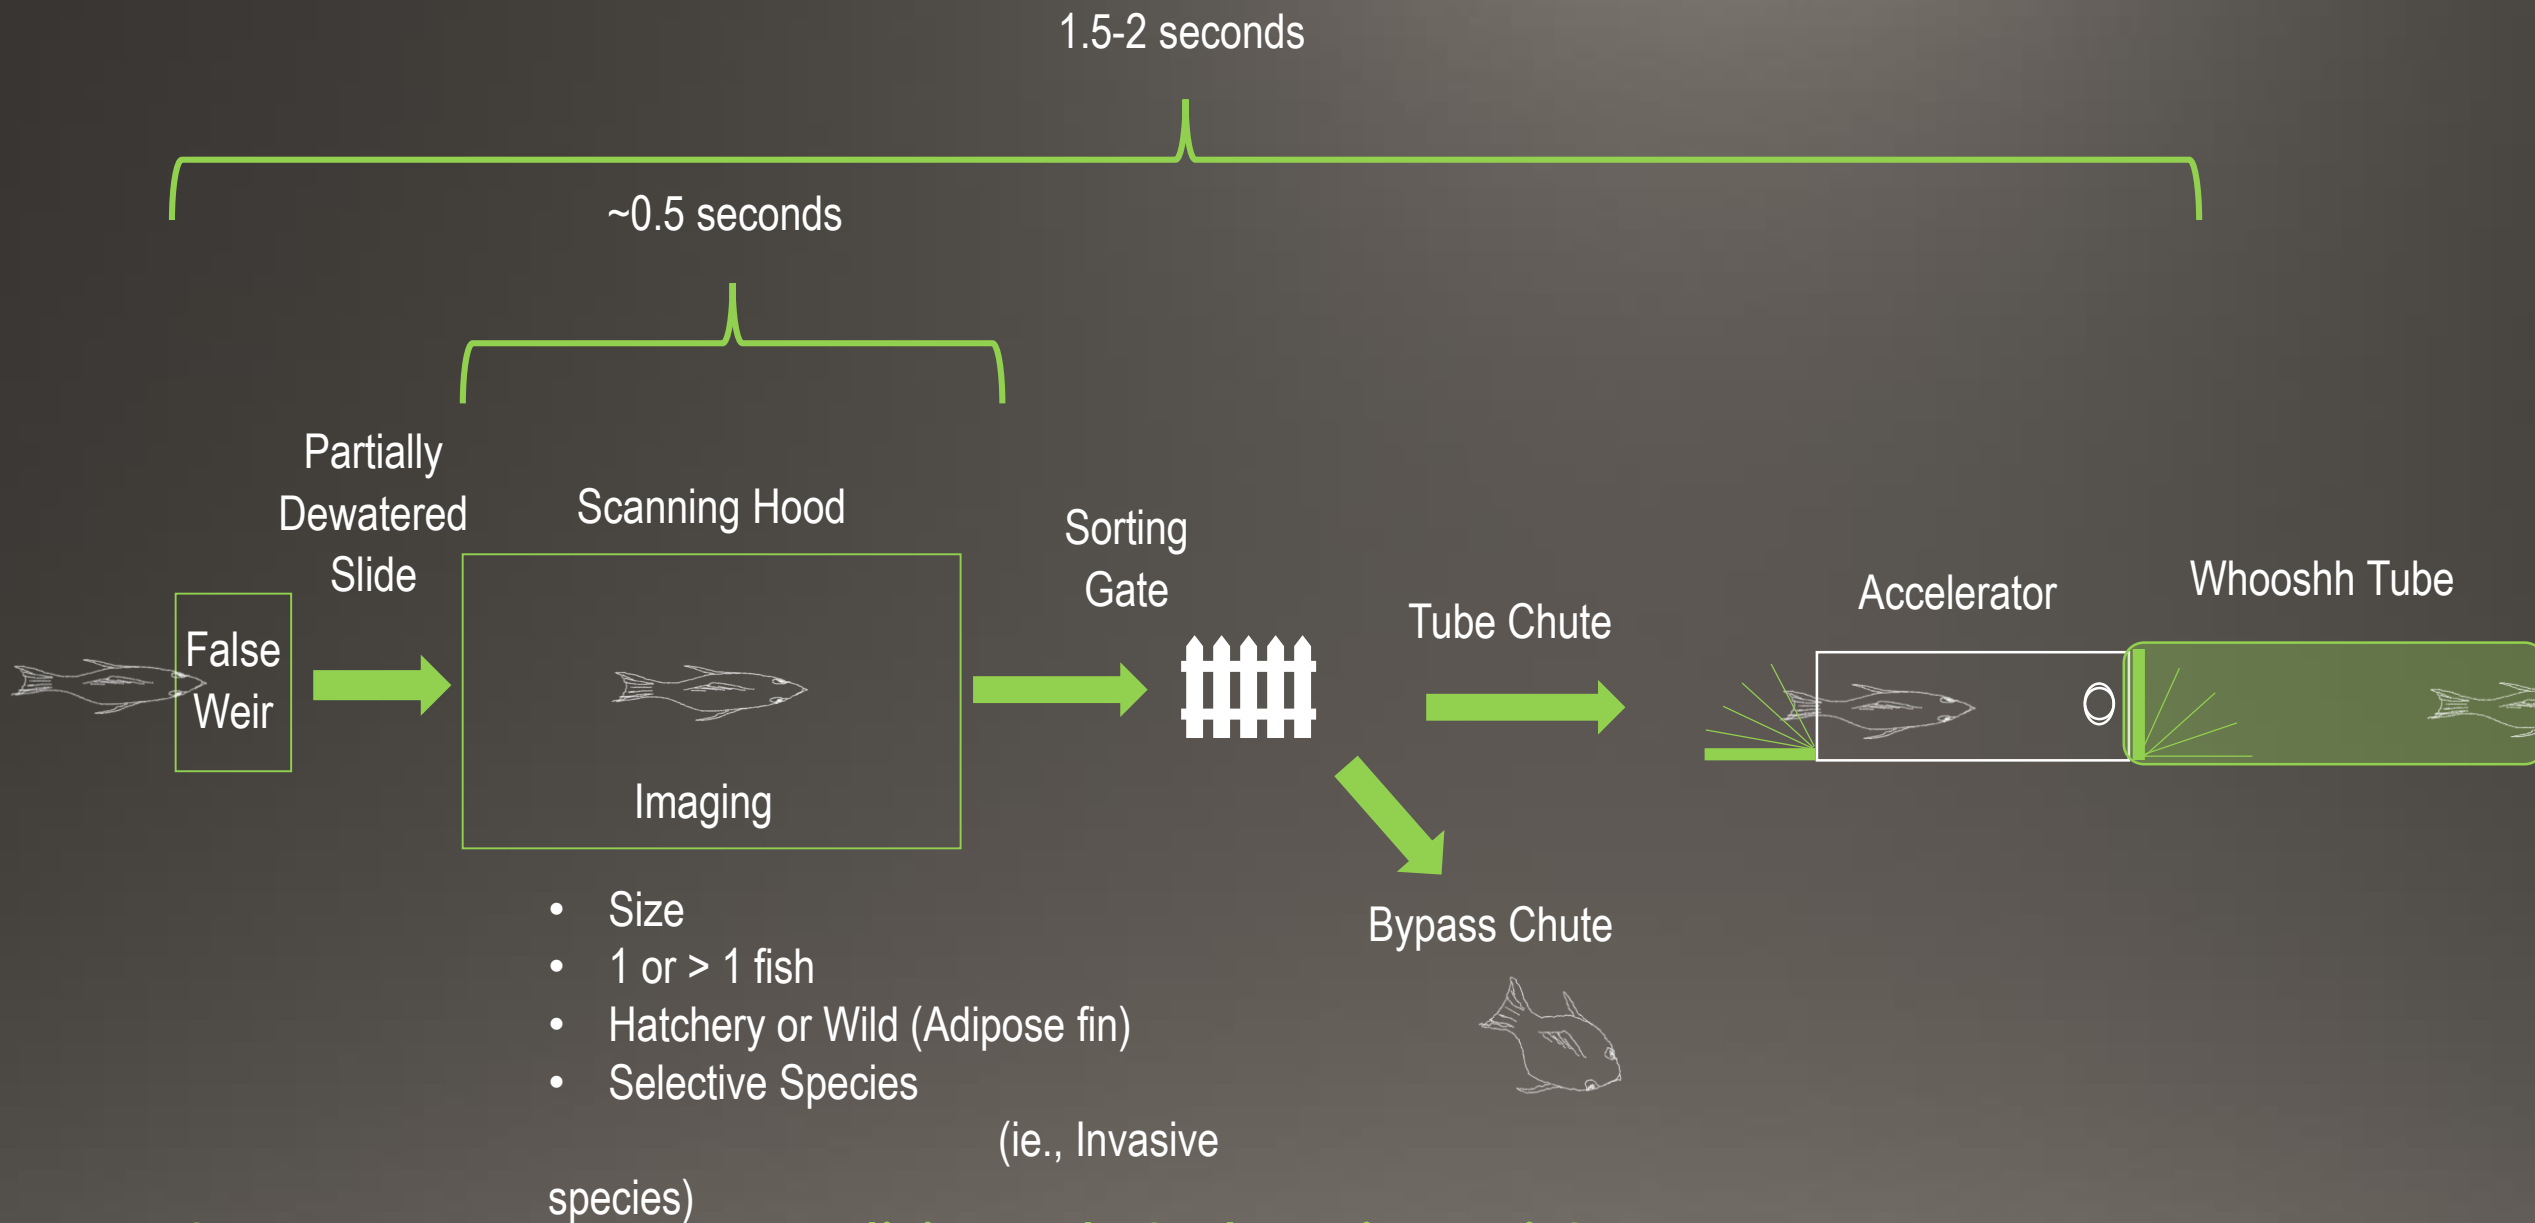 1.5-2 seconds
~0.5 seconds
Partially
Dewatered
Slide
Scanning Hood
Sorting
Gate
Tube Chute
Accelerator
Whooshh Tube
False
Weir
Imaging
Bypass Chute
• Size
• 1 or > 1 fish
• Hatchery or Wild (Adipose fin)
• Selective Species
(ie., Invasive
species)